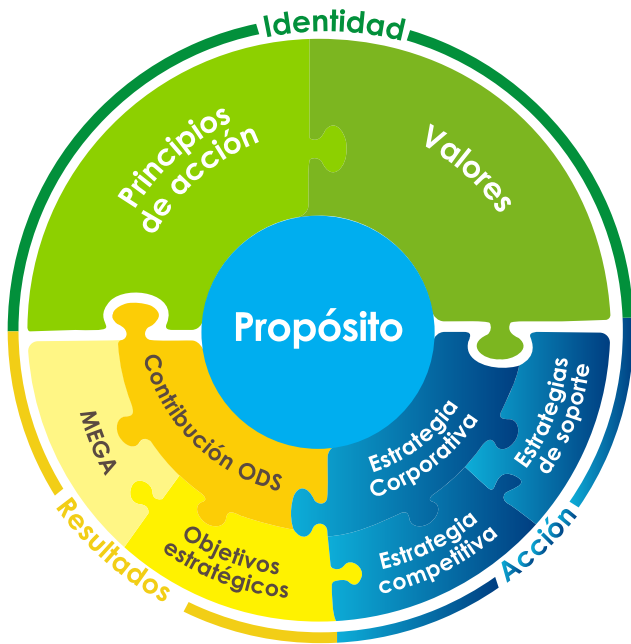 Identidad
Principios
de acción
Valores
Propósito
Contribución ODS
MEGA
Objetivos
estratégicos
Resultados
Estrategia
Corporativa
Estrategias
de soporte
Estrategia
competitiva
Acción